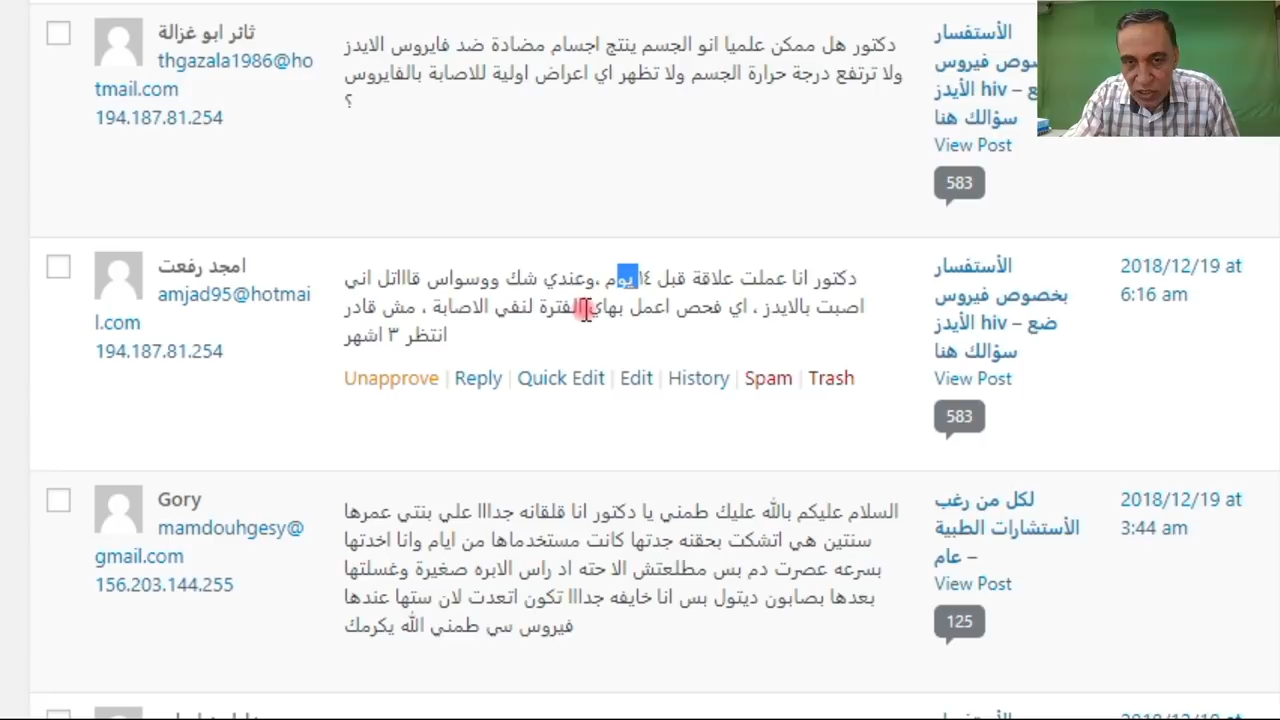 ثائر ابو غزالة
thgazala1986@ho
tmail.com
194.187.81.254
دكتور هل ممكن علميا انو الجسم ينتج اجسام مضادة ضد فايروس الايدز
ولا ترتفع درجة حرارة الجسم ولا تظهر اي اعراض اولية للاصابة بالفايروس
؟
الأستفسار
بخصوص فيروس
الأيدز hiv – ضع
سؤالك هنا
View Post
583
امجد رفعت
amjad95@hotmai
l.com
194.187.81.254
دكتور انا عملت علاقة قبل ١٤ يوم ،وعندي شك ووسواس قاااتل اني
اصبت بالايدز ، اي فحص اعمل بهاي الفترة لنفي الاصابة ، مش قادر
انتظر ٣ اشهر
Unapprove | Reply | Quick Edit | Edit | History | Spam | Trash
الأستفسار
بخصوص فيروس
الأيدز hiv – ضع
سؤالك هنا
View Post
583
2018/12/19 at
6:16 am
Gory
mamdouhgesy@
gmail.com
156.203.144.255
السلام عليكم بالله عليك طمني يا دكتور انا قلقانه جدااا علي بنتي عمرها
سنتين هي اتشكت بحقنه جدتها كانت مستخدماها من ايام وانا اخدتها
بسرعه عصرت دم بس مطلعتش الا حته اد راس الابره صغيرة وغسلتها
بعدها بصابون ديتول بس انا خايفه جدااا تكون اتعدت لان ستها عندها
فيروس سي طمني الله يكرمك
لكل من رغب
الأستشارات الطبية
– عام
View Post
125
2018/12/19 at
3:44 am